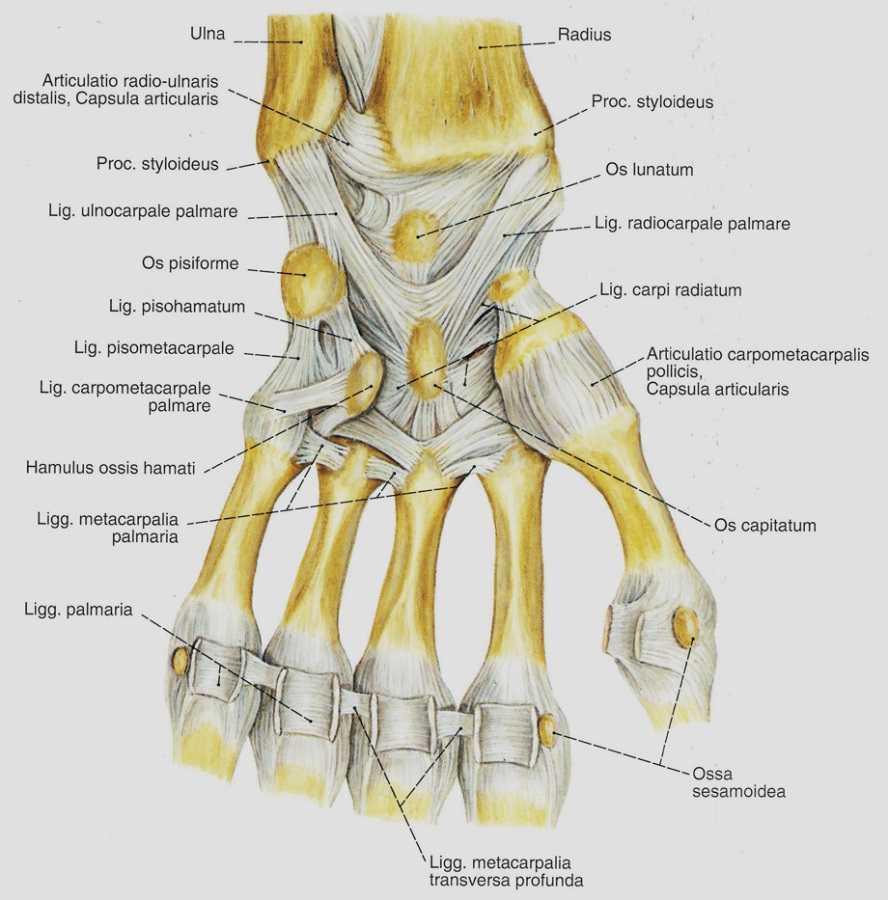 Ulna
Radius
Articulatio radio-ulnaris
distalis, Capsula articularis
Proc. styloideus
Proc. styloideus
Os lunatum
Lig. ulnocarpale palmare
Lig. radiocarpale palmare
Os pisiforme
Lig. carpi radiatum
Lig. pisohamatum
Lig. pisometacarpale
Articulatio carpometacarpalis
pollicis,
Capsula articularis
Lig. carpometacarpale
palmare
Hamulus ossis hamati
Ligg. metacarpalia
palmaria
Os capitatum
Ligg. palmaria
Ossa
sesamoidea
Ligg. metacarpalia
transversa profunda